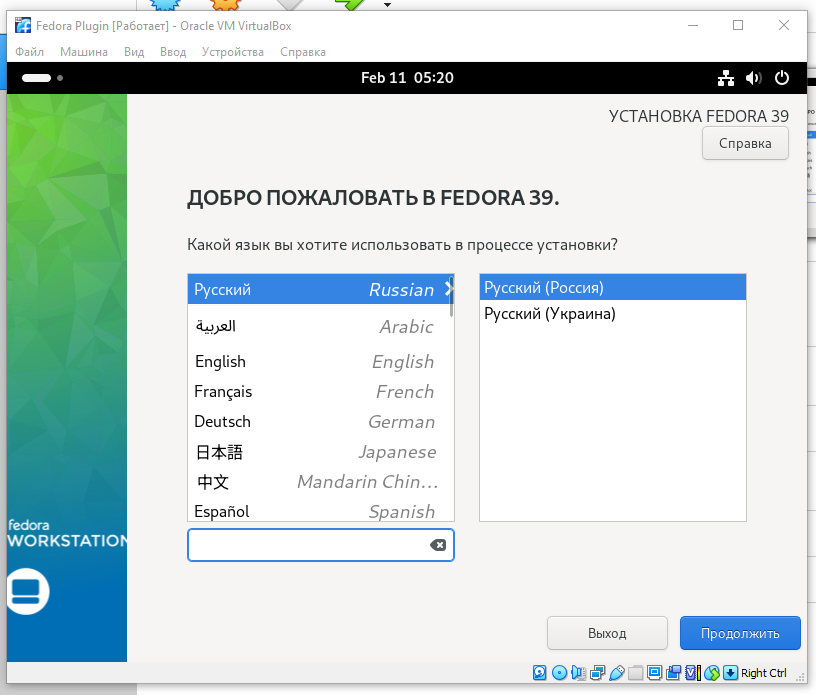 Fedora Plugin [Работает] - Oracle VM VirtualBox
Файл Машина Вид Ввод Устройства Справка
Feb 11 05:20
УСТАНОВКА FEDORA 39
Справка
ДОБРО ПОЖАЛОВАТЬ В FEDORA 39.
Какой язык вы хотите использовать в процессе установки?
Русский Russian
العربية Arabic
English English
Français French
Deutsch German
日本語 Japanese
中文 Mandarin Chin...
Español Spanish
Русский (Россия)
Русский (Украина)
fedora
WORKSTATION
Выход
Продолжить
Right Ctrl